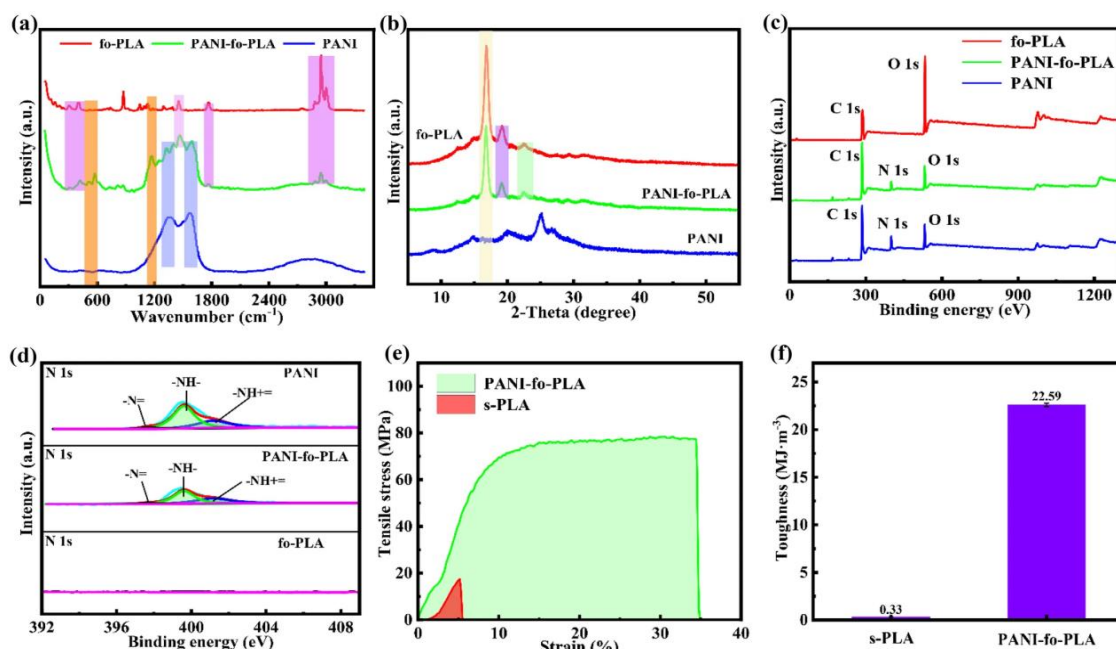 (a)
fo-PLA PANI-fo-PLA PANI
Intensity (a.u.)
0 600 1200 1800 2400 3000
Wavenumber (cm⁻¹)
(b)
fo-PLA
PANI-fo-PLA
PANI
Intensity (a.u.)
10 20 30 40 50
2-Theta (degree)
(c)
fo-PLA
PANI-fo-PLA
PANI
O 1s
C 1s
C 1s
N 1s
O 1s
C 1s
N 1s
O 1s
Intensity (a.u.)
0 300 600 900 1200
Binding energy (eV)
(d)
N 1s
PANI
-N=
-NH-
-NH+=
N 1s
PANI-fo-PLA
-N=
-NH-
-NH+=
N 1s
fo-PLA
Intensity (a.u.)
392 396 400 404 408
Binding energy (eV)
(e)
PANI-fo-PLA
s-PLA
Tensile stress (MPa)
100
80
60
40
20
0
0 10 20 30 40
Strain (%)
(f)
Toughness (MJ·m⁻³)
25
20
15
10
5
0
0.33
22.59
s-PLA PANI-fo-PLA